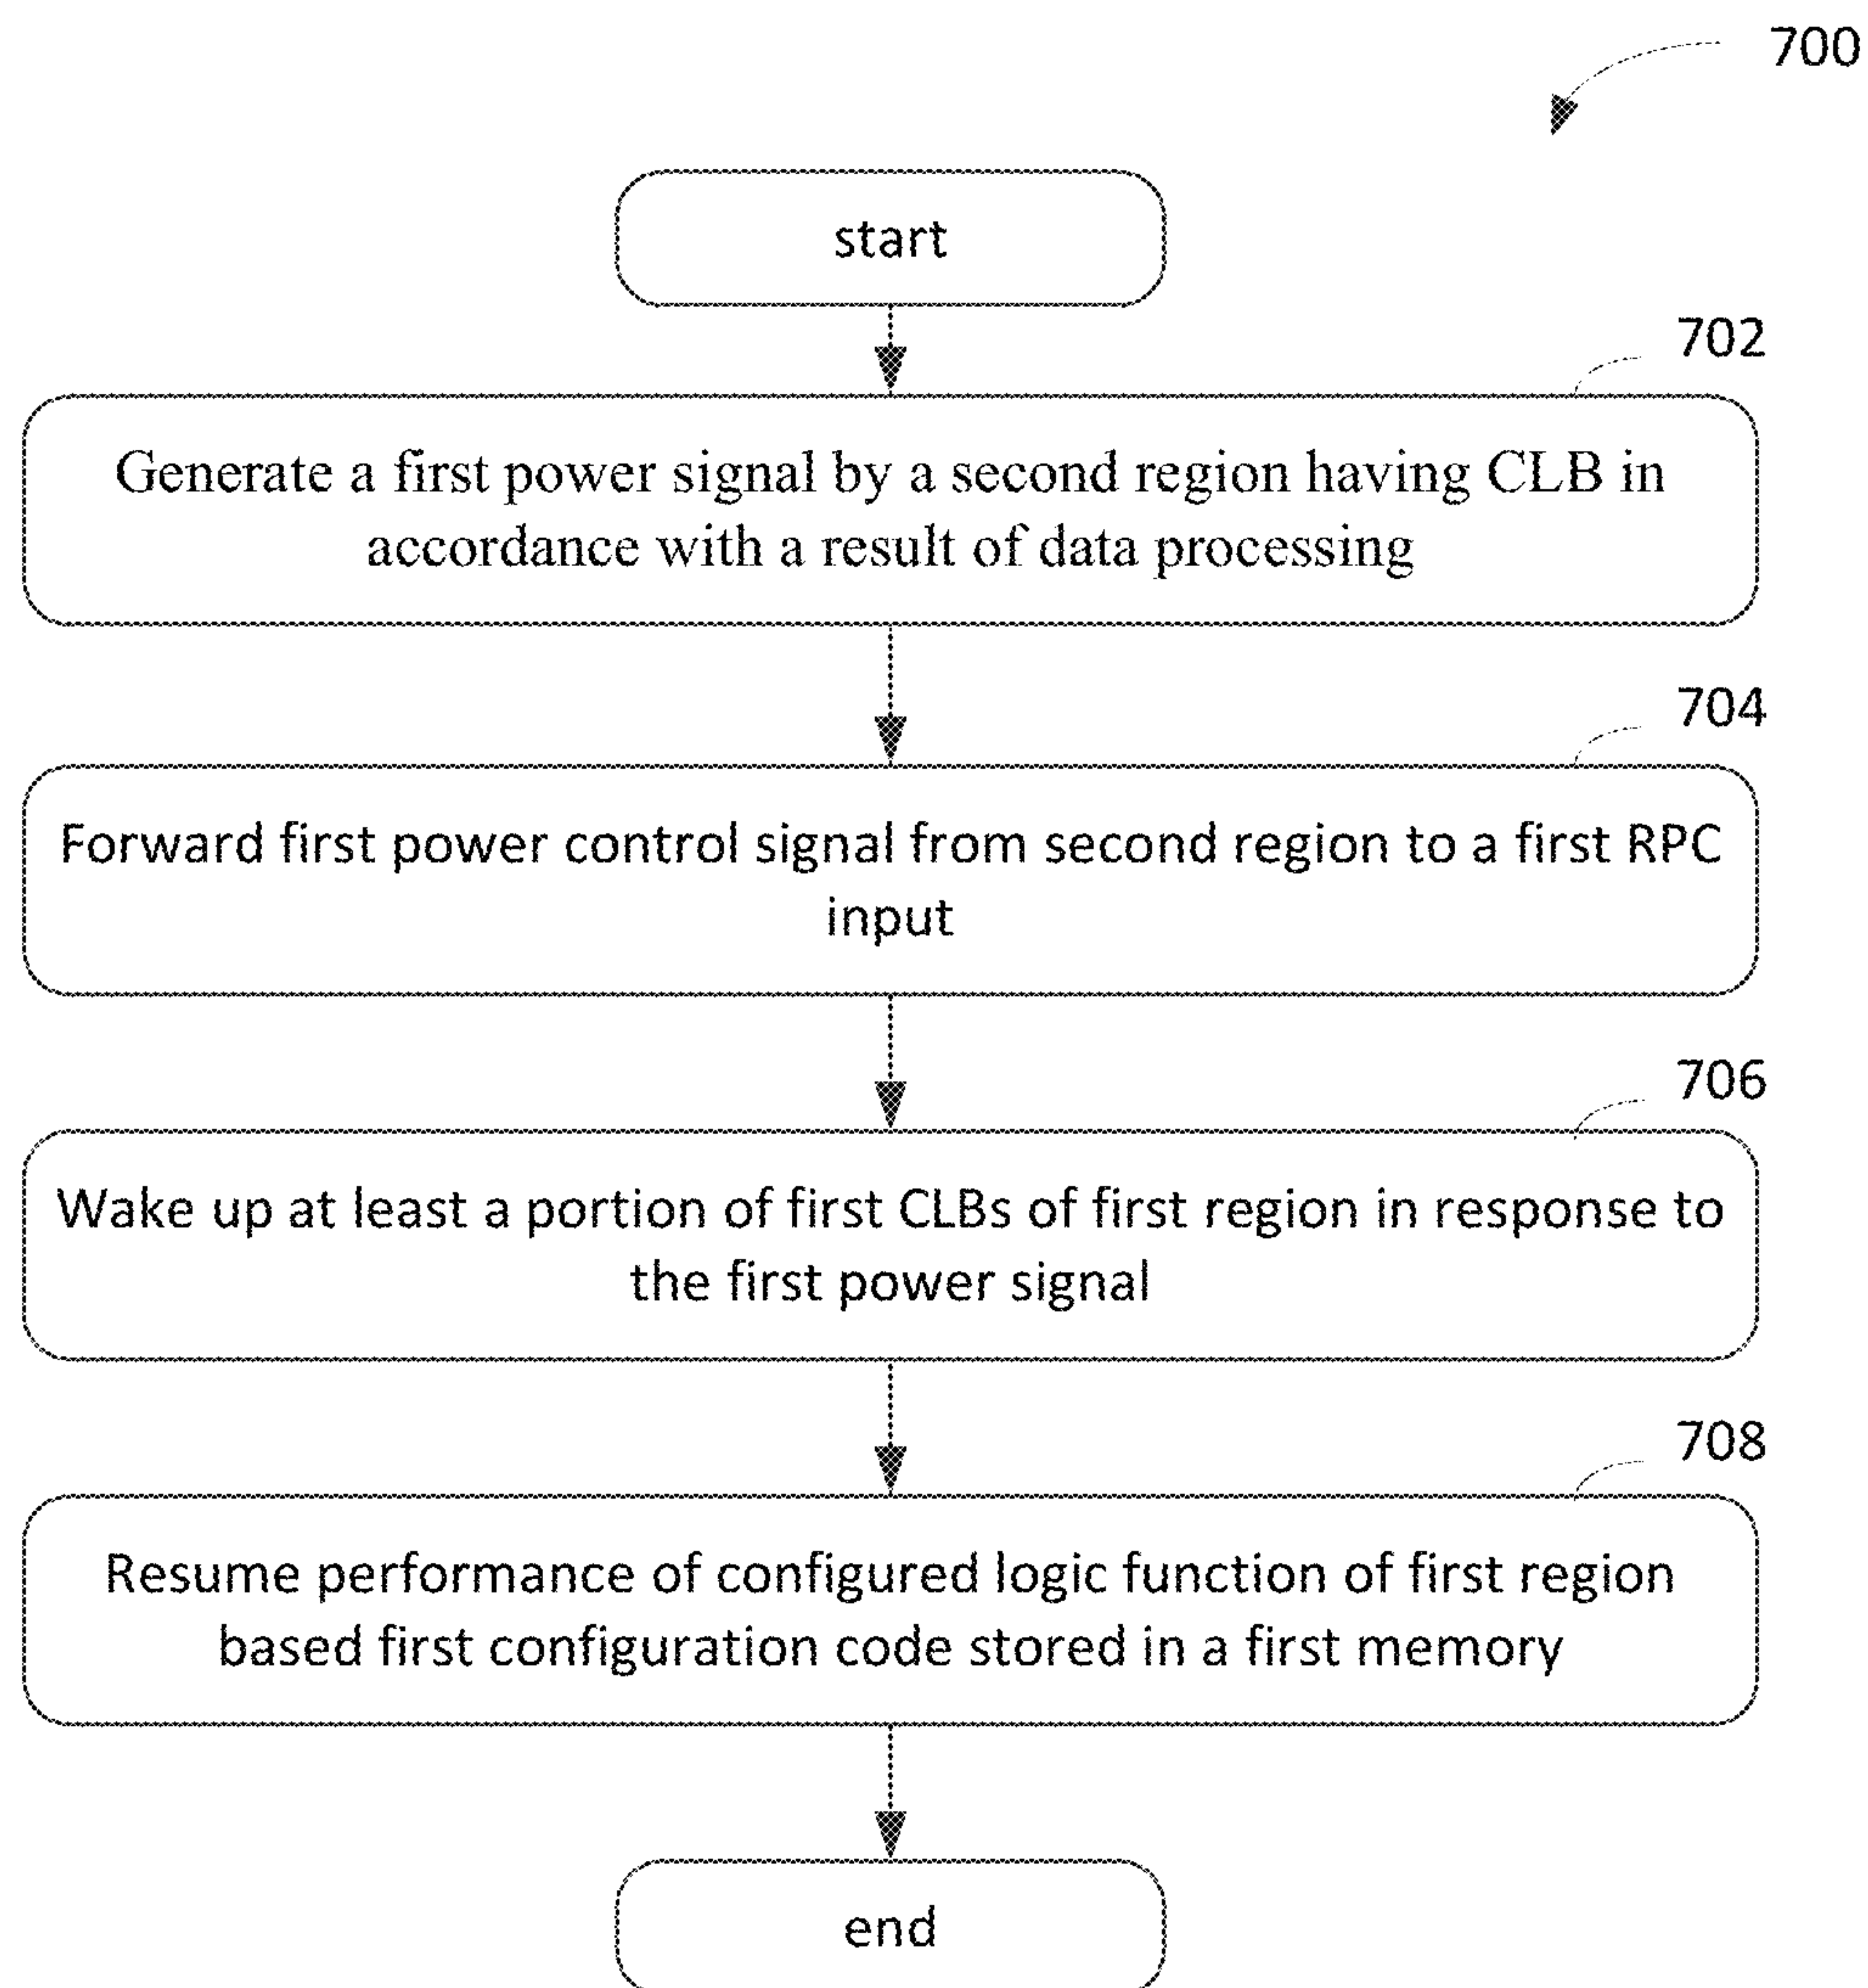 700
start
702
Generate a first power signal by a second region having CLB in
accordance with a result of data processing
704
Forward first power control signal from second region to a first RPC
input
706
Wake up at least a portion of first CLBs of first region in response to
the first power signal
708
Resume performance of configured logic function of first region
based first configuration code stored in a first memory
end